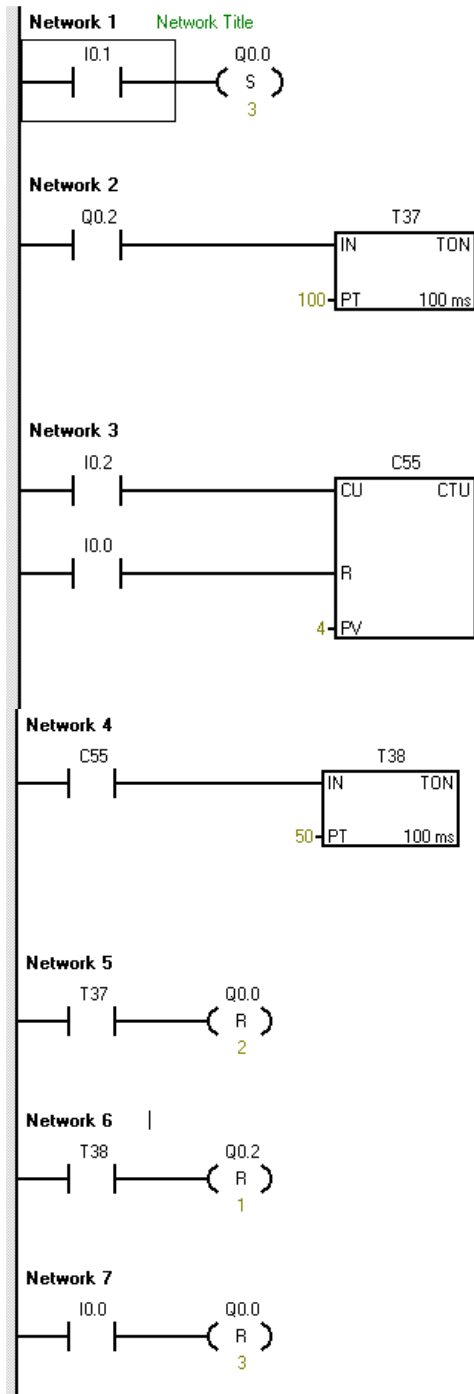 Network 1 Network Title
I0.1 Q0.0
S
3
Network 2
Q0.2 T37
IN TON
100 PT 100 ms
Network 3
I0.2 C55
CU CTU
I0.0
R
4 PV
Network 4
C55 T38
IN TON
50 PT 100 ms
Network 5
T37 Q0.0
R
2
Network 6
T38 Q0.2
R
1
Network 7
I0.0 Q0.0
R
3